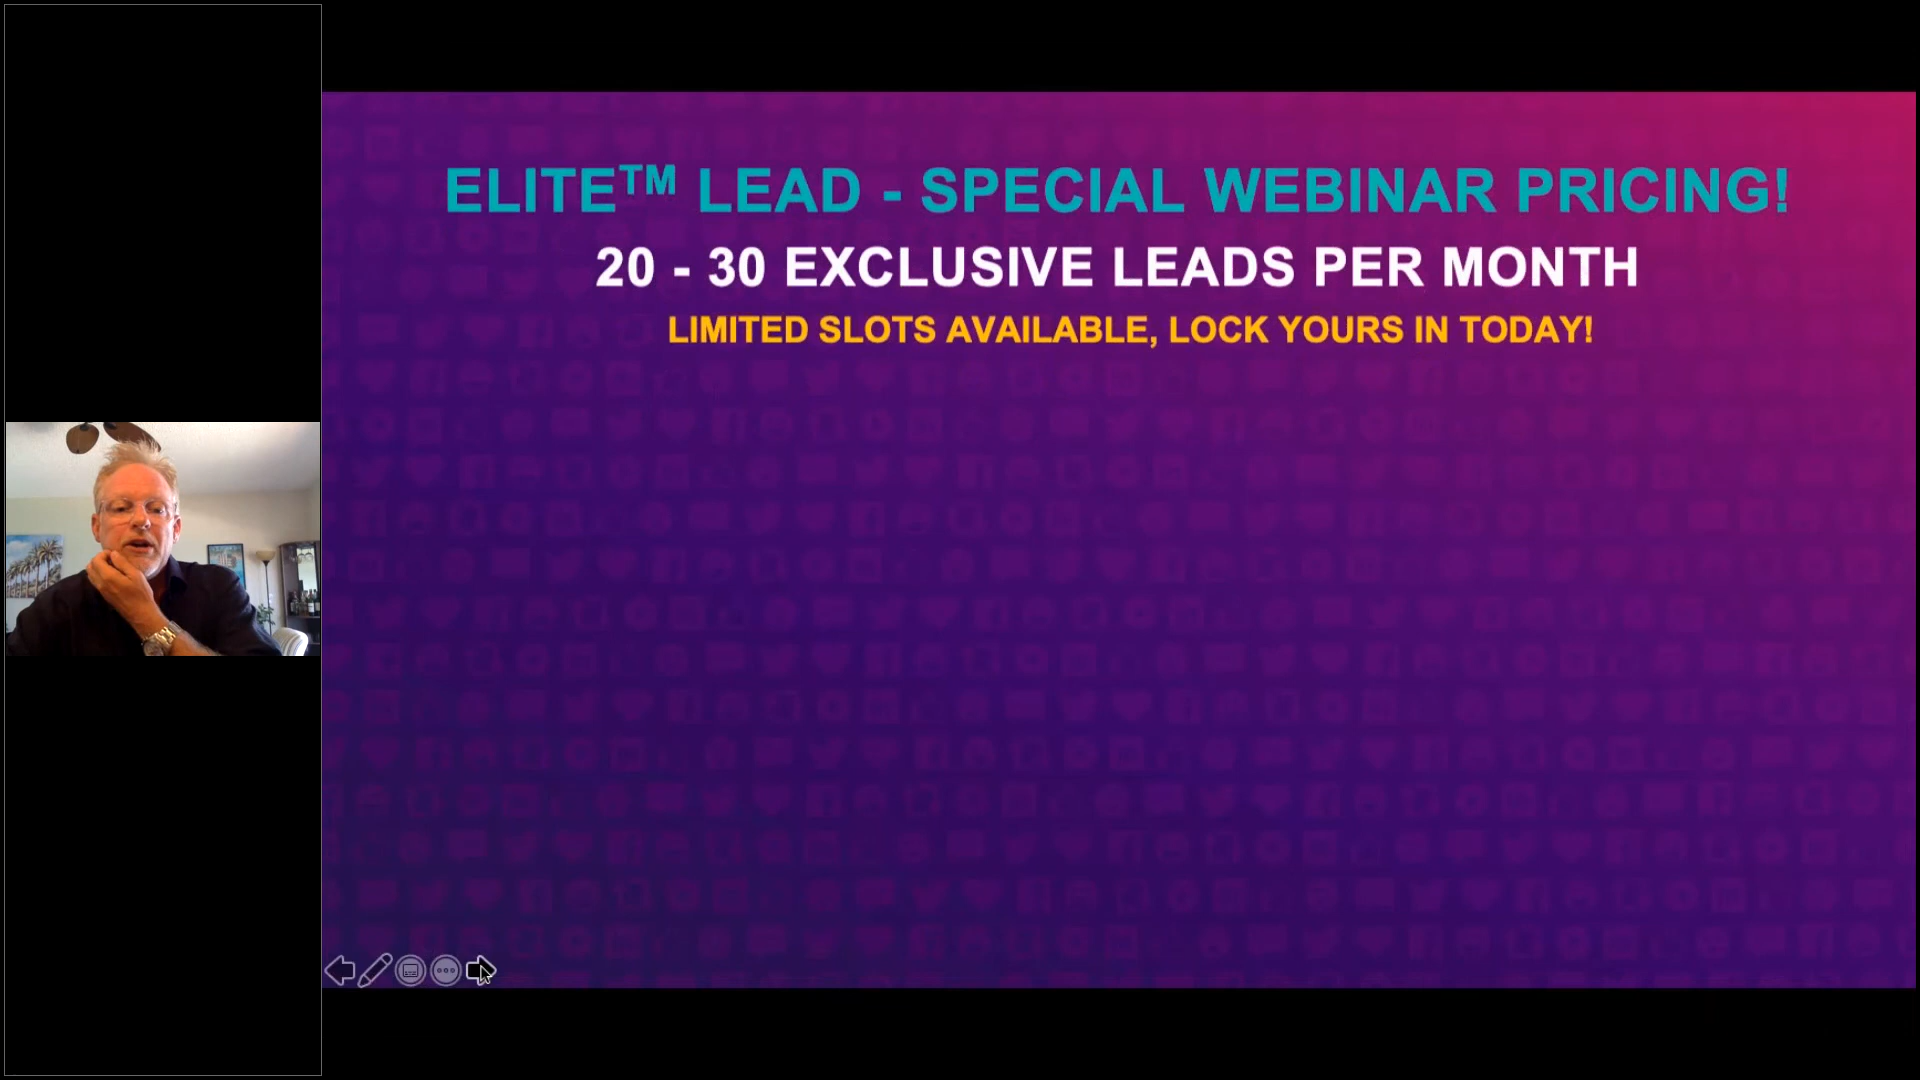 ELITE™ LEAD - SPECIAL WEBINAR PRICING!
20 - 30 EXCLUSIVE LEADS PER MONTH
LIMITED SLOTS AVAILABLE, LOCK YOURS IN TODAY!